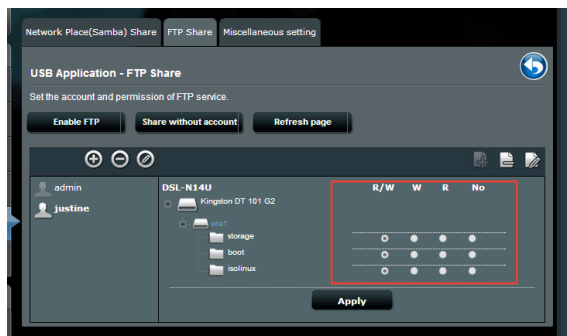 Network Place(Samba) Share FTP Share Miscellaneous setting
USB Application - FTP Share
Set the account and permission of FTP service.
Enable FTP Share without account Refresh page
admin
justine
DSL-N14U R/W W R No
Kingston DT 101 G2
sda1
storage
boot
isolinux
Apply